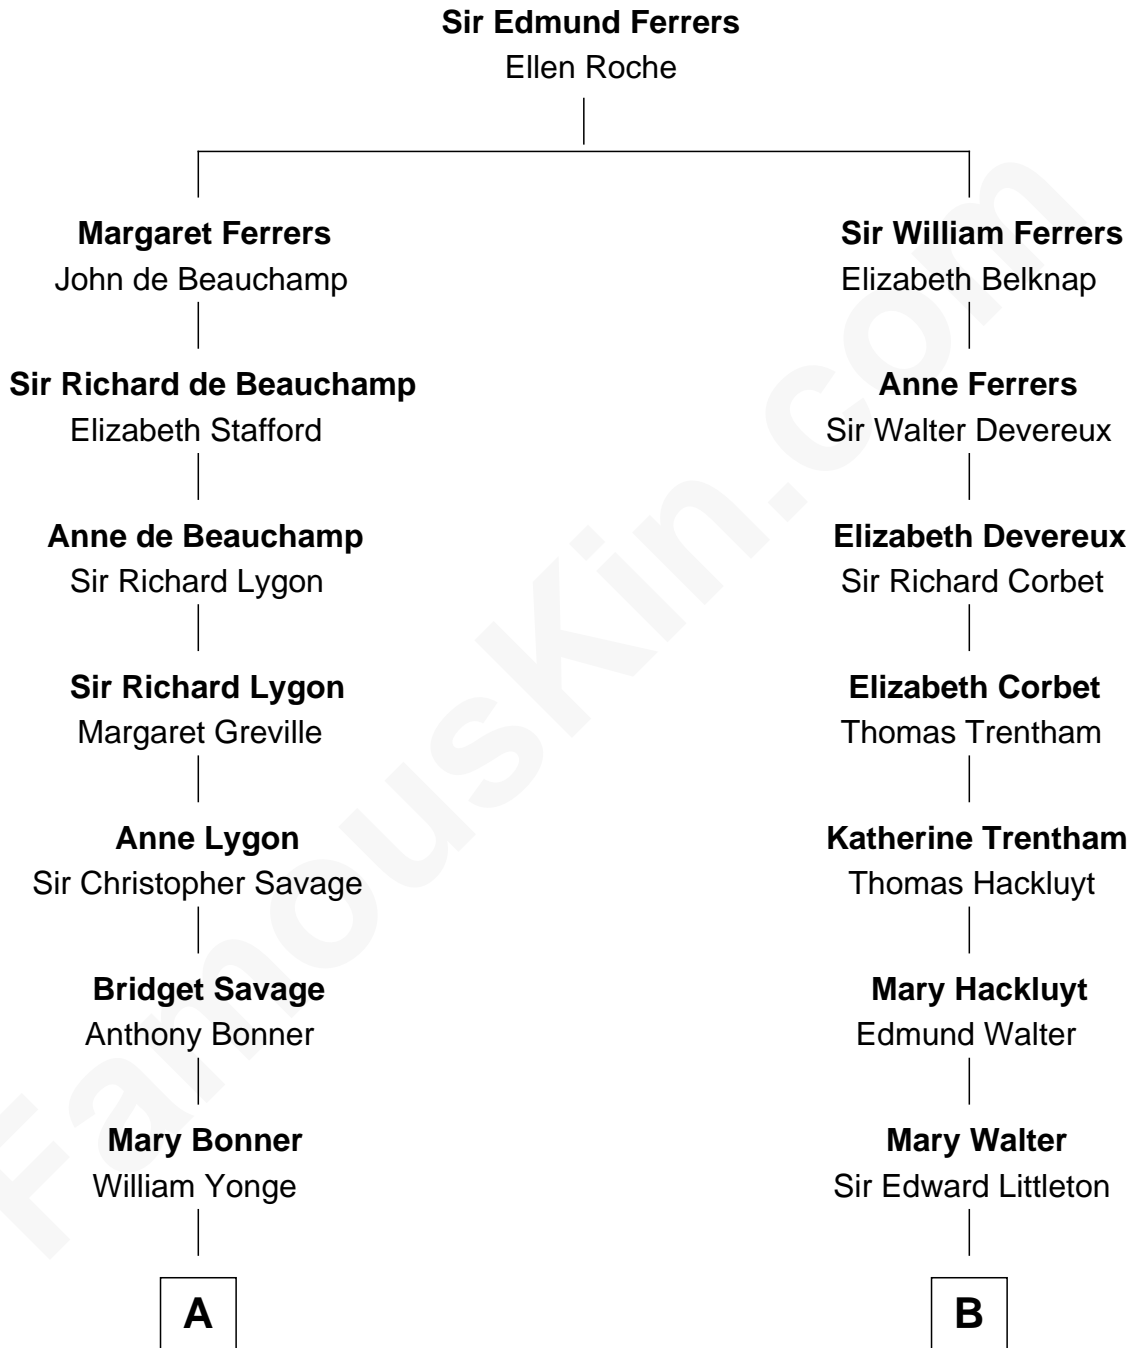 Sir Edmund Ferrers
Ellen Roche
Margaret Ferrers
John de Beauchamp
Sir William Ferrers
Elizabeth Belknap
Sir Richard de Beauchamp
Elizabeth Stafford
Anne Ferrers
Sir Walter Devereux
Anne de Beauchamp
Sir Richard Lygon
Elizabeth Devereux
Sir Richard Corbet
Sir Richard Lygon
Margaret Greville
Elizabeth Corbet
Thomas Trentham
Anne Lygon
Sir Christopher Savage
Katherine Trentham
Thomas Hackluyt
Bridget Savage
Anthony Bonner
Mary Hackluyt
Edmund Walter
Mary Bonner
William Yonge
Mary Walter
Sir Edward Littleton
A
B
FamousKin.com